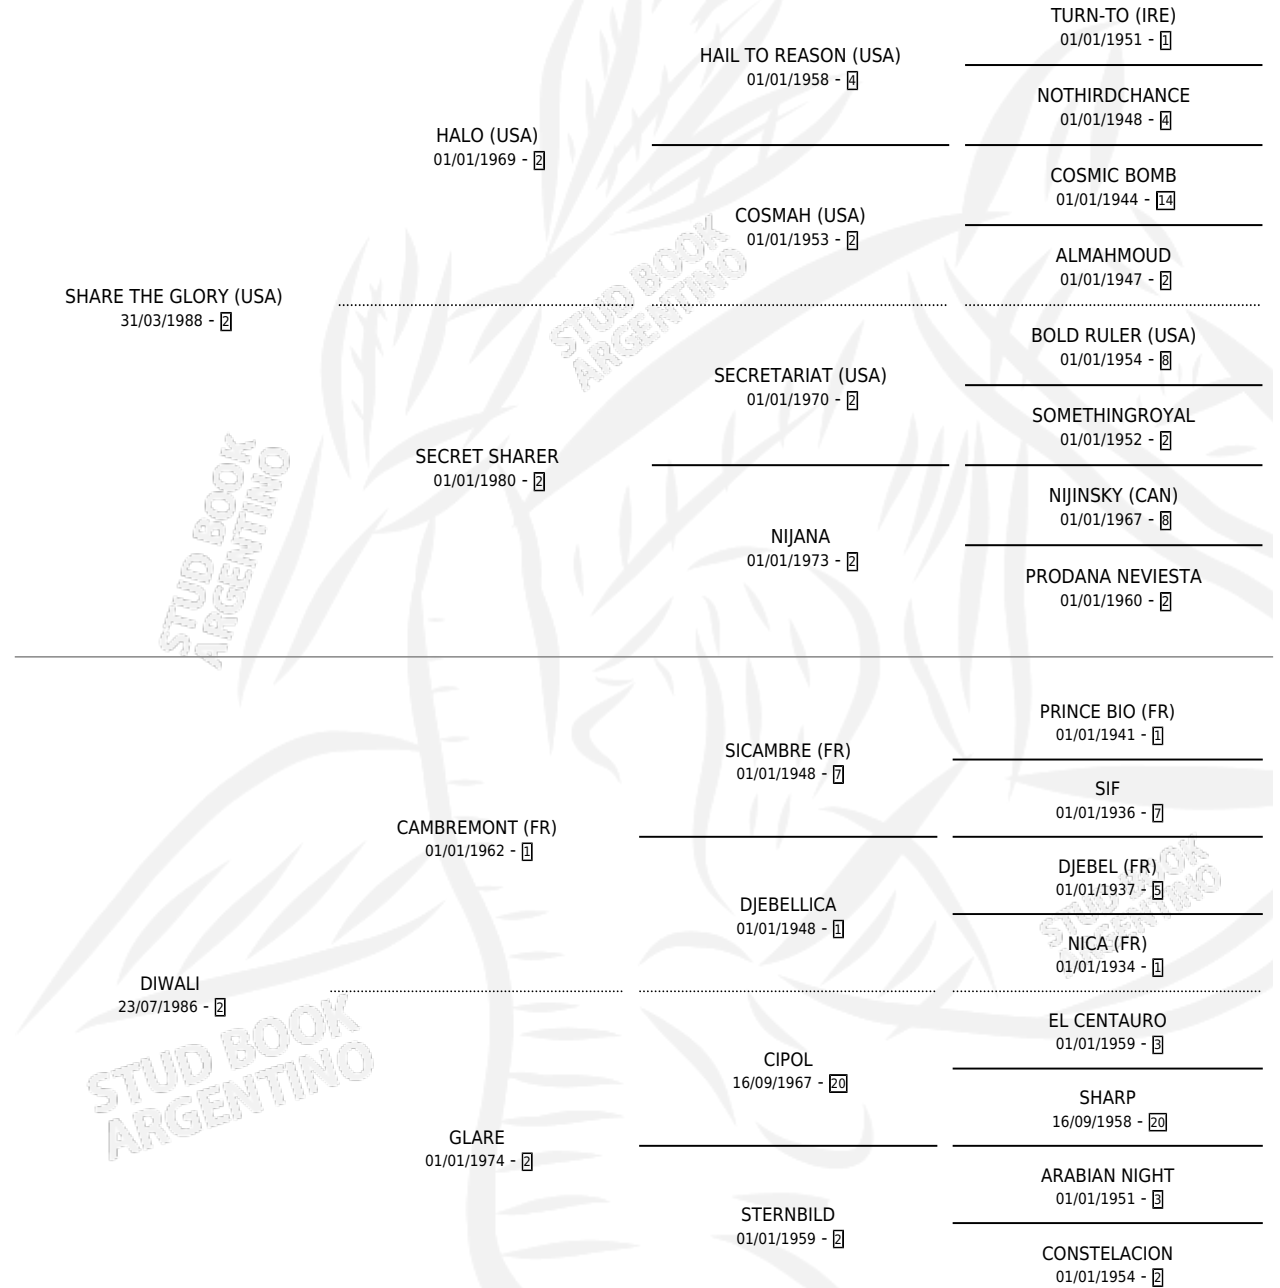 TURN-TO (IRE)
01/01/1951 - 1
HAIL TO REASON (USA)
01/01/1958 - 4
NOTHIRDCHANCE
01/01/1948 - 4
HALO (USA)
01/01/1969 - 2
COSMIC BOMB
01/01/1944 - 14
COSMAH (USA)
01/01/1953 - 2
ALMAHMOUD
01/01/1947 - 2
SHARE THE GLORY (USA)
31/03/1988 - 2
BOLD RULER (USA)
01/01/1954 - 8
SECRETARIAT (USA)
01/01/1970 - 2
SOMETHINGROYAL
01/01/1952 - 2
SECRET SHARER
01/01/1980 - 2
NIJINSKY (CAN)
01/01/1967 - 8
NIJANA
01/01/1973 - 2
PRODANA NEVIESTA
01/01/1960 - 2
PRINCE BIO (FR)
01/01/1941 - 1
SICAMBRE (FR)
01/01/1948 - 7
SIF
01/01/1936 - 7
CAMBREMONT (FR)
01/01/1962 - 1
DJEBEL (FR)
01/01/1937 - 5
DJEBELLICA
01/01/1948 - 1
NICA (FR)
01/01/1934 - 1
DIWALI
23/07/1986 - 2
EL CENTAURO
01/01/1959 - 3
CIPOL
16/09/1967 - 20
SHARP
16/09/1958 - 20
GLARE
01/01/1974 - 2
ARABIAN NIGHT
01/01/1951 - 3
STERNBILD
01/01/1959 - 2
CONSTELACION
01/01/1954 - 2
STUD BOOK
ARGENTINO
STUD BOOK
ARGENTINO
STUD BOOK
ARGENTINO
STUD BOOK
ARGENTINO